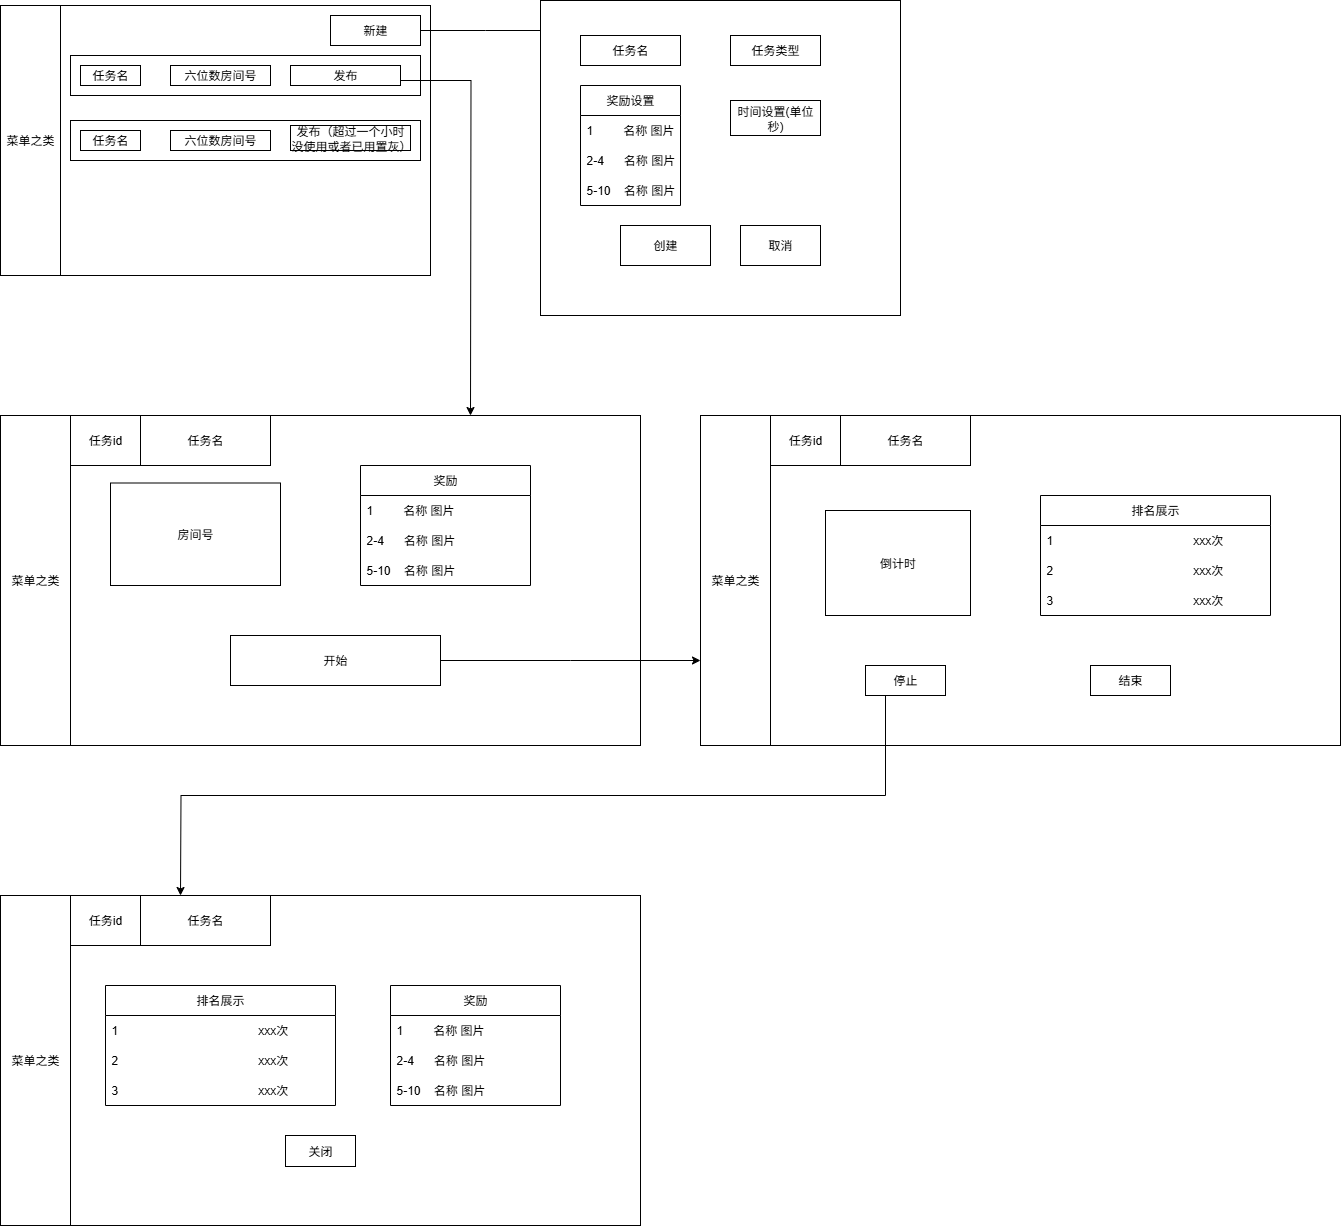 新建
任务名 六位数房间号 发布
菜单之类
任务名 六位数房间号 发布（超过一个小时
没使用或者已用置灰）
任务名 任务类型
奖励设置
1 名称 图片
2-4 名称 图片
5-10 名称 图片
时间设置(单位
秒)
创建 取消
任务id 任务名
菜单之类
房间号
奖励
1 名称 图片
2-4 名称 图片
5-10 名称 图片
开始
任务id 任务名
菜单之类
倒计时
排名展示
1 xxx次
2 xxx次
3 xxx次
停止 结束
任务id 任务名
菜单之类
排名展示
1 xxx次
2 xxx次
3 xxx次
奖励
1 名称 图片
2-4 名称 图片
5-10 名称 图片
关闭